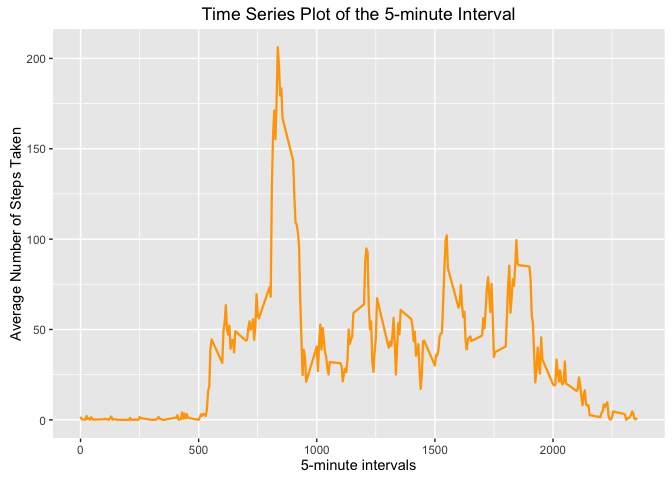 Time Series Plot of the 5-minute Interval
Average Number of Steps Taken
200
150
100
50
0
0 500 1000 1500 2000
5-minute intervals